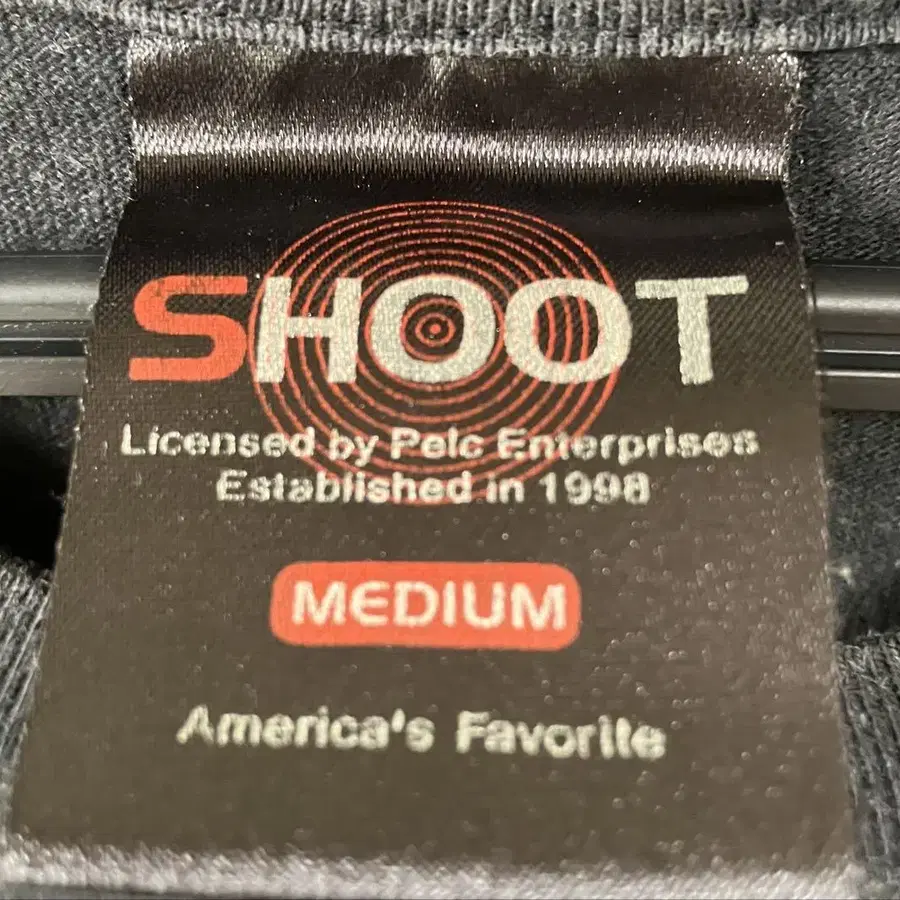 SHOOT
Licensed by Pelc Enterprises
Established in 1998
MEDIUM
America's Favorite